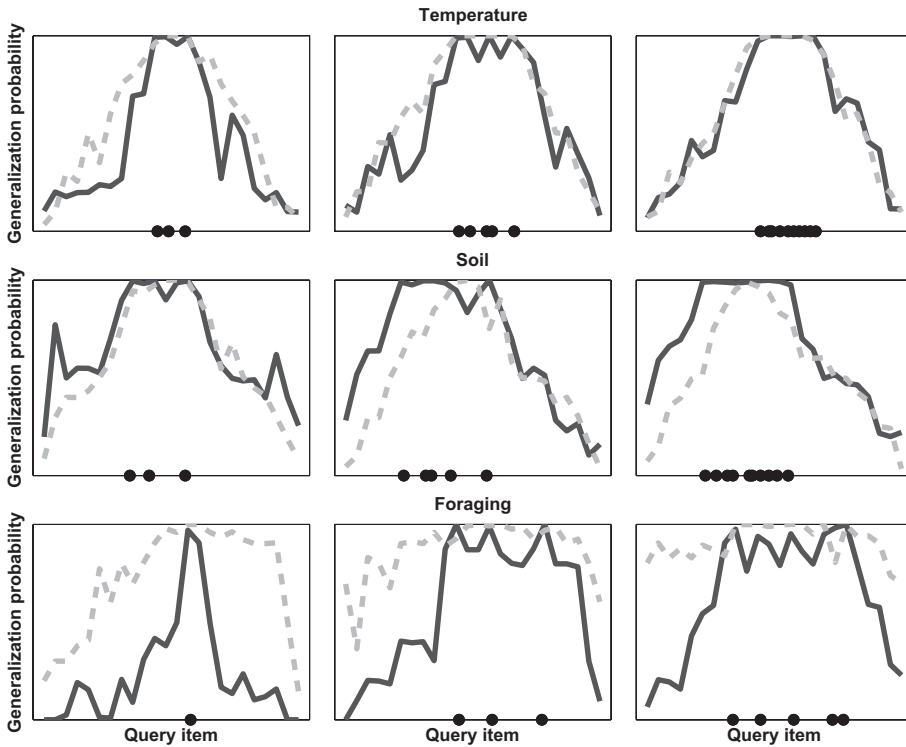 Temperature
Generalization probability
Soil
Generalization probability
Foraging
Generalization probability
Query item
Query item
Query item